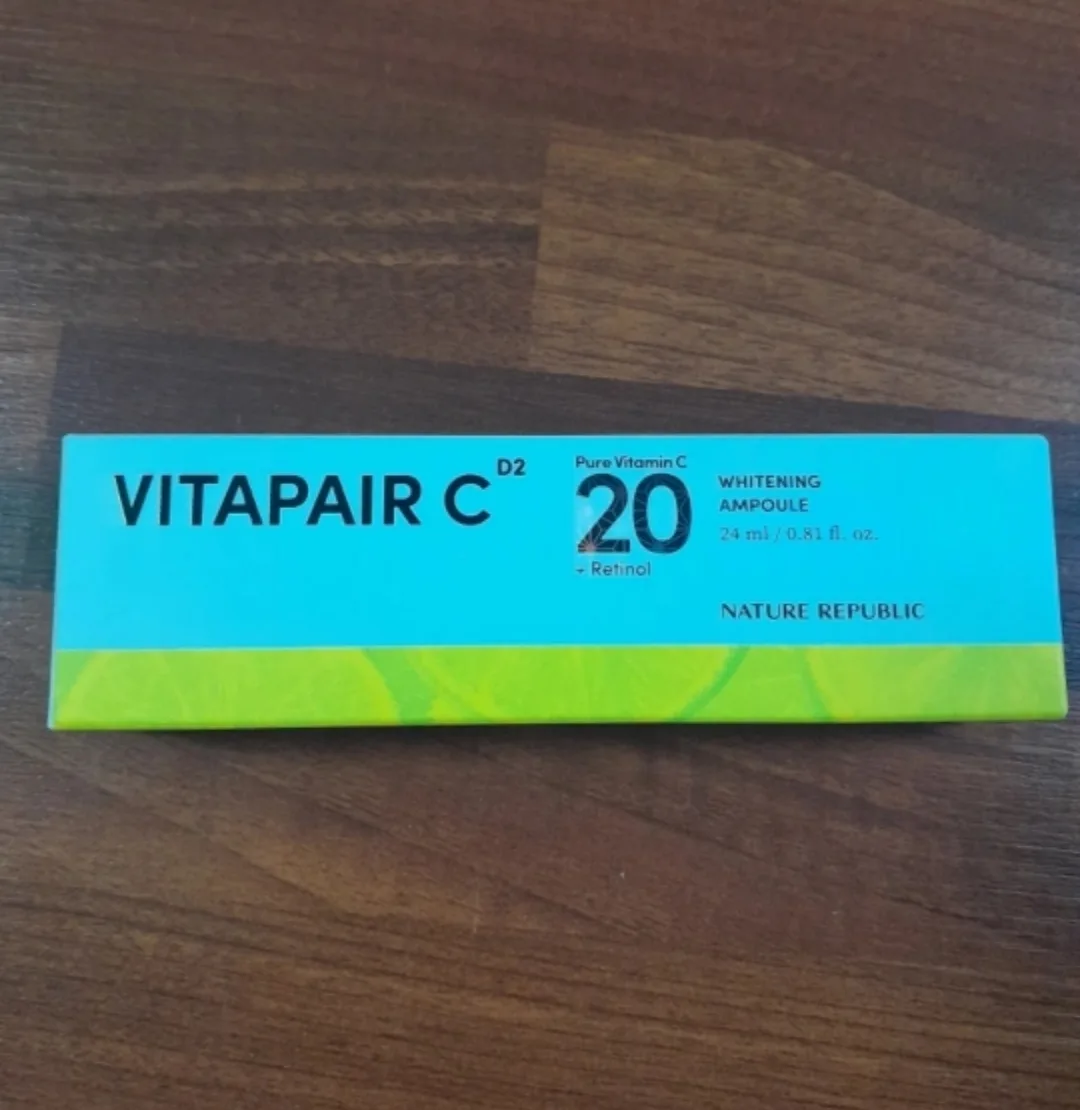 VITAPAIR C D2
Pure Vitamin C
20
+ Retinol
WHITENING
AMPOULE
24 ml / 0.81 fl. oz.
NATURE REPUBLIC